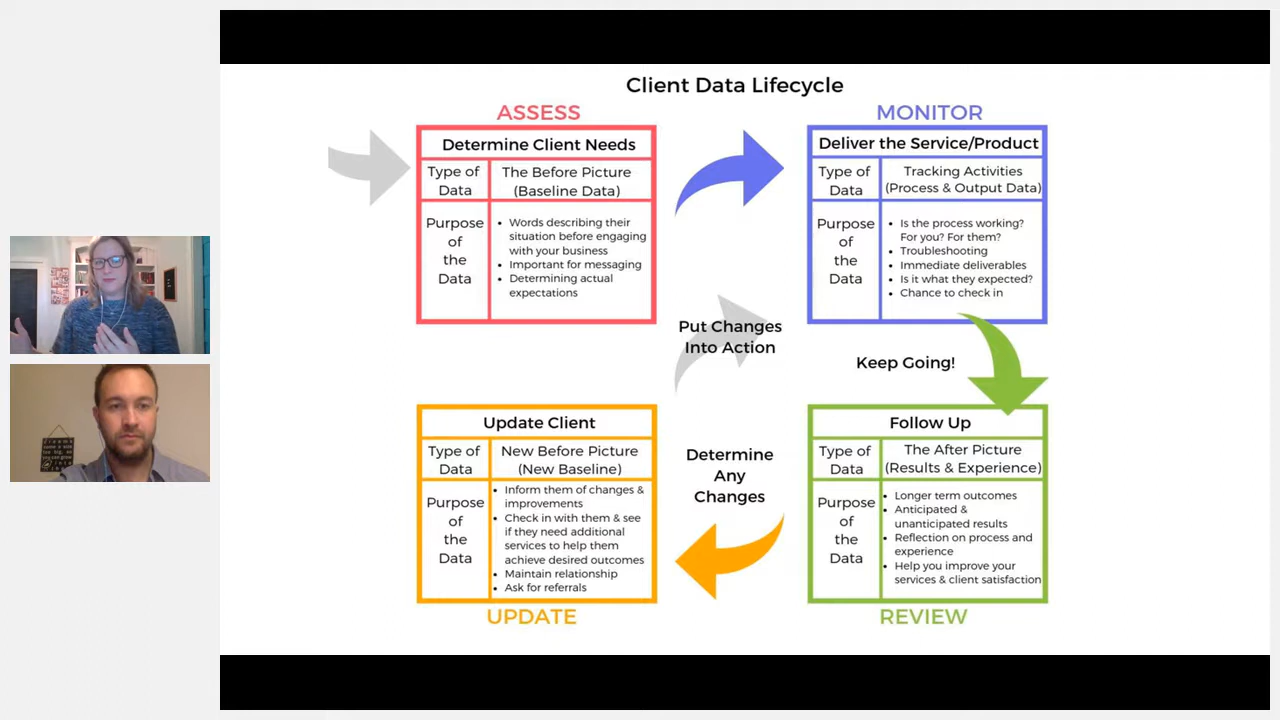 Client Data Lifecycle
ASSESS
Determine Client Needs
Type of
Data
The Before Picture
(Baseline Data)
Purpose
of
the
Data
• Words describing their
situation before engaging
with your business
• Important for messaging
• Determining actual
expectations
MONITOR
Deliver the Service/Product
Type of
Data
Tracking Activities
(Process & Output Data)
Purpose
of
the
Data
• Is the process working?
For you? For them?
• Troubleshooting
• Immediate deliverables
• Is it what they expected?
• Chance to check in
Put Changes
Into Action
Keep Going!
Update Client
Type of
Data
New Before Picture
(New Baseline)
Purpose
of
the
Data
• Inform them of changes &
improvements
• Check in with them & see
if they need additional
services to help them
achieve desired outcomes
• Maintain relationship
• Ask for referrals
UPDATE
Determine
Any
Changes
Follow Up
Type of
Data
The After Picture
(Results & Experience)
Purpose
of
the
Data
• Longer term outcomes
• Anticipated &
unanticipated results
• Reflection on process and
experience
• Help you improve your
services & client satisfaction
REVIEW